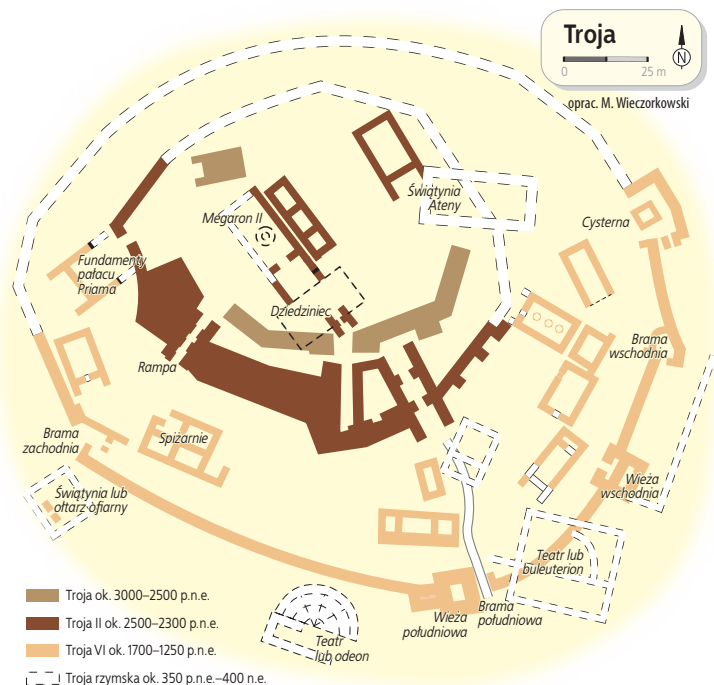 Troja
N
0 25 m
oprac. M. Wieczorkowski
Świątynia
Ateny
Cysterna
Megaron II
Fundamenty
pałacu
Priama
Dziedziniec
Rampa
Brama
wschodnia
Brama
zachodnia
Spiżarnie
Wieża
wschodnia
Świątynia lub
ołtarz ofiarny
Teatr lub
buleuterion
Brama
południowa
Wieża
południowa
Teatr
lub odeon
Troja ok. 3000–2500 p.n.e.
Troja II ok. 2500–2300 p.n.e.
Troja VI ok. 1700–1250 p.n.e.
Troja rzymska ok. 350 p.n.e.–400 n.e.